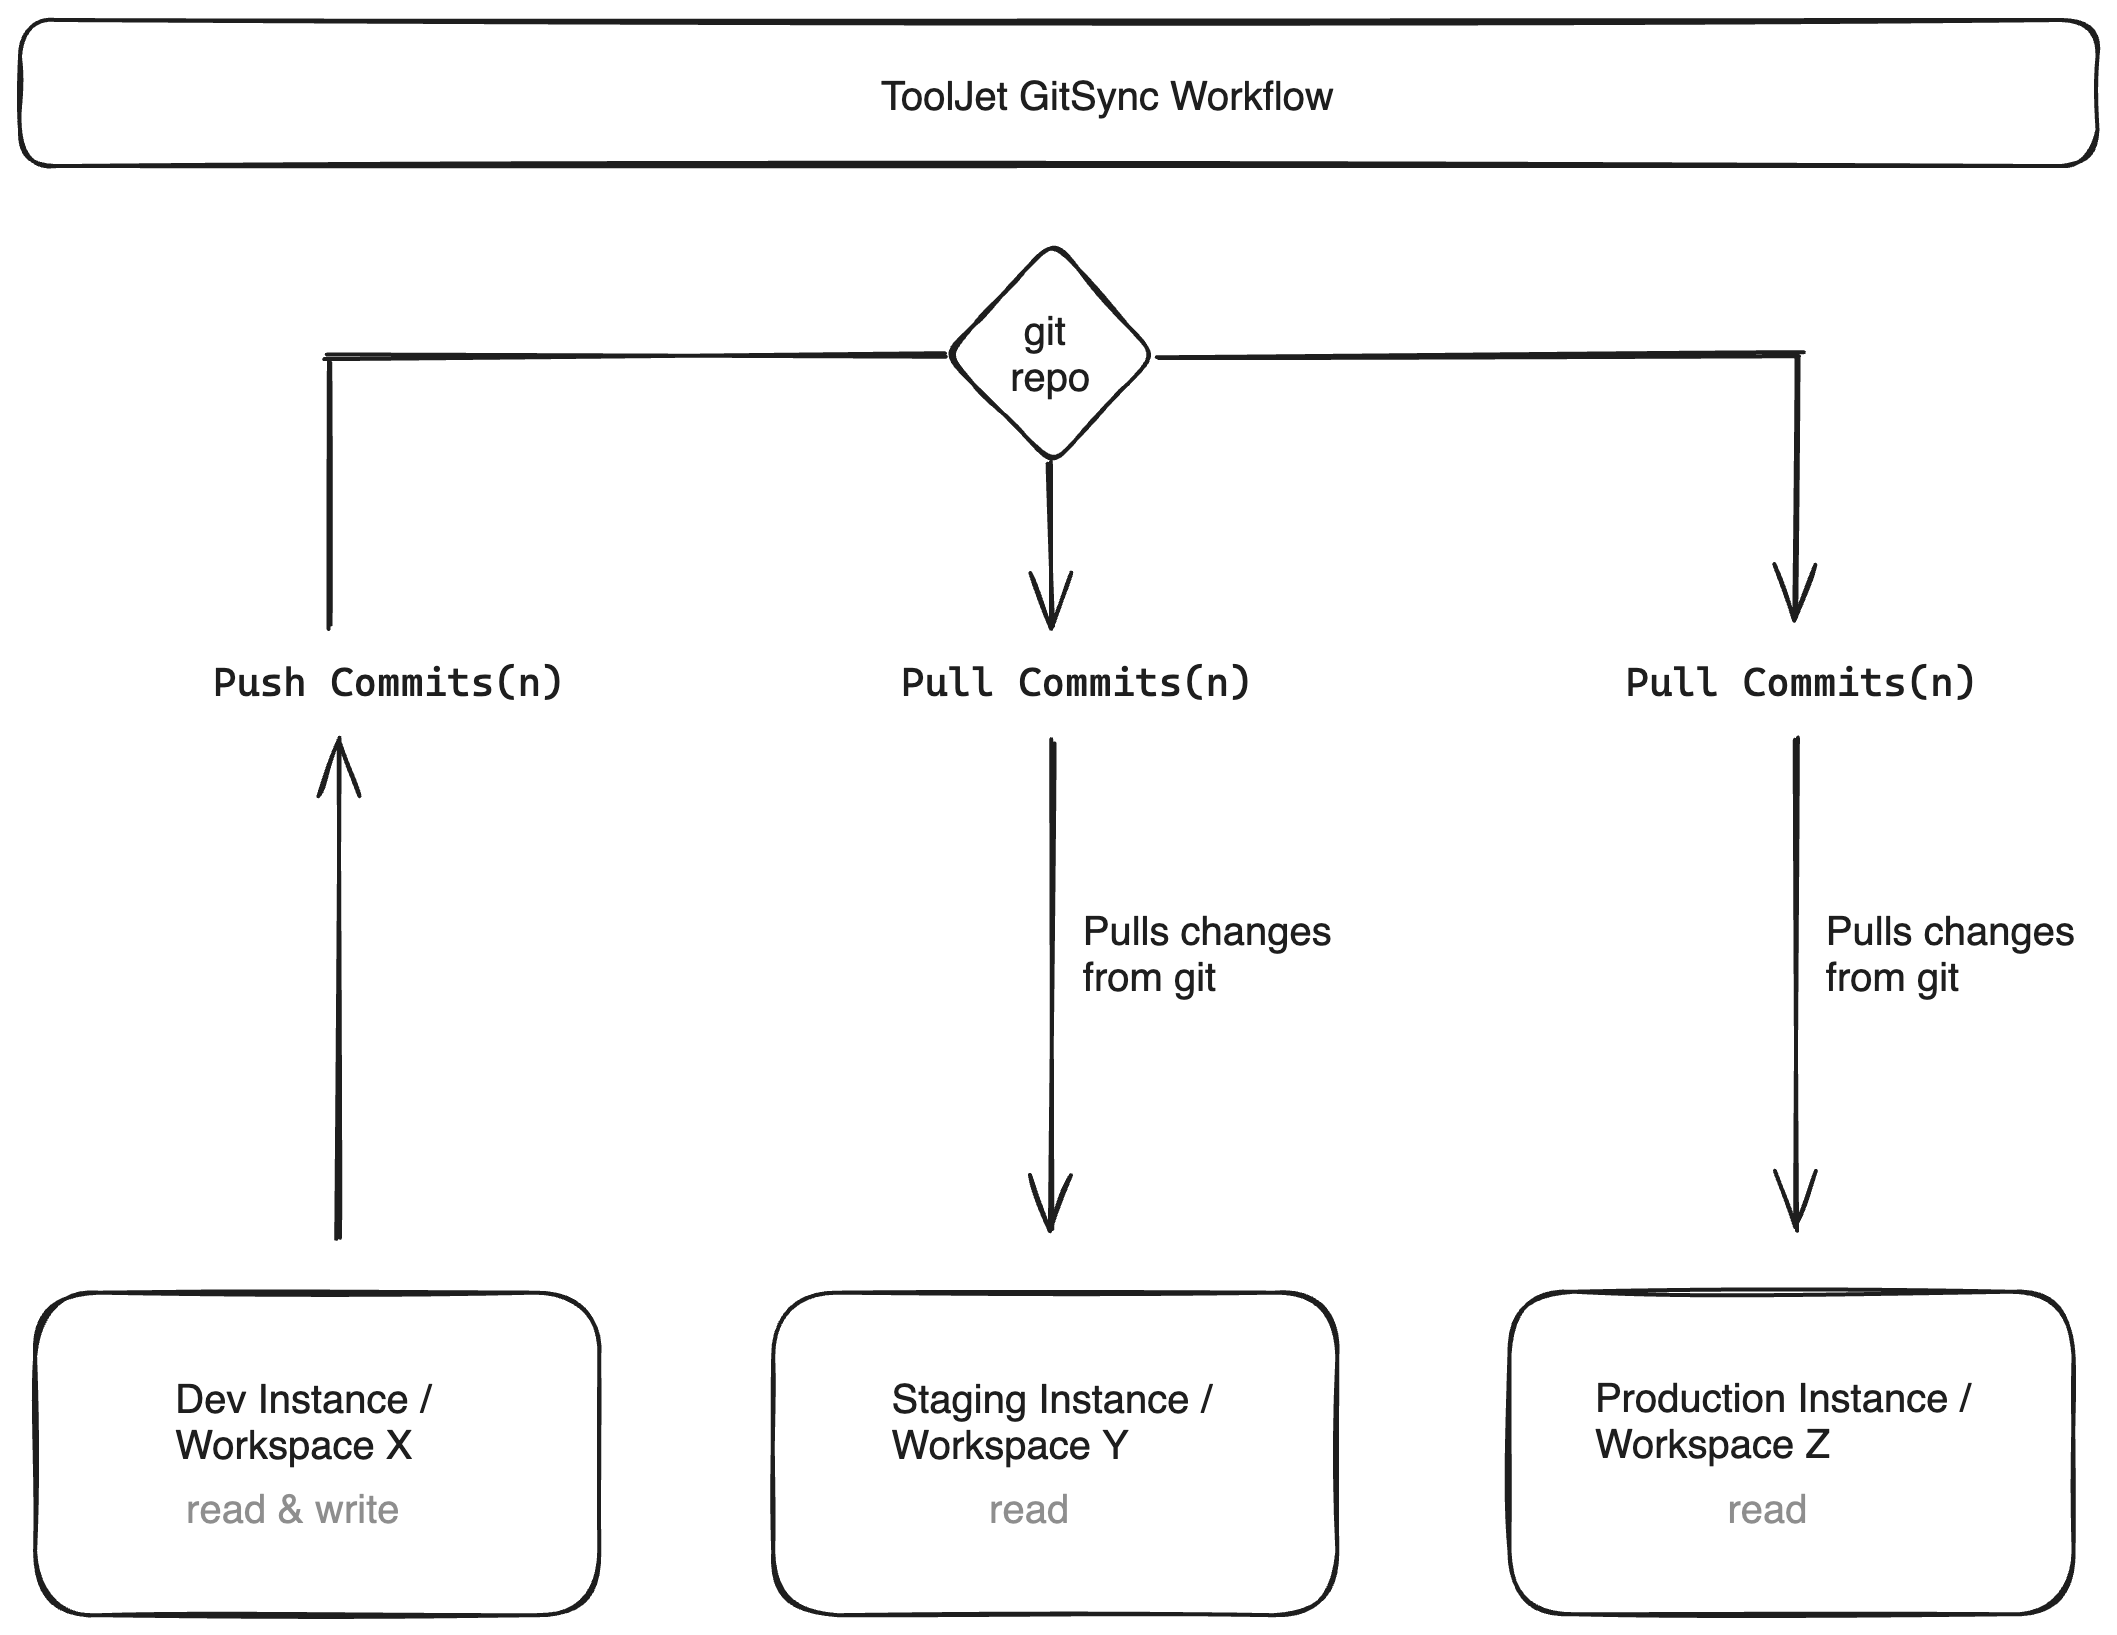 ToolJet GitSync Workflow
git
repo
Push Commits(n)
Pull Commits(n)
Pull Commits(n)
Pulls changes
from git
Pulls changes
from git
Dev Instance /
Workspace X
read & write
Staging Instance /
Workspace Y
read
Production Instance /
Workspace Z
read